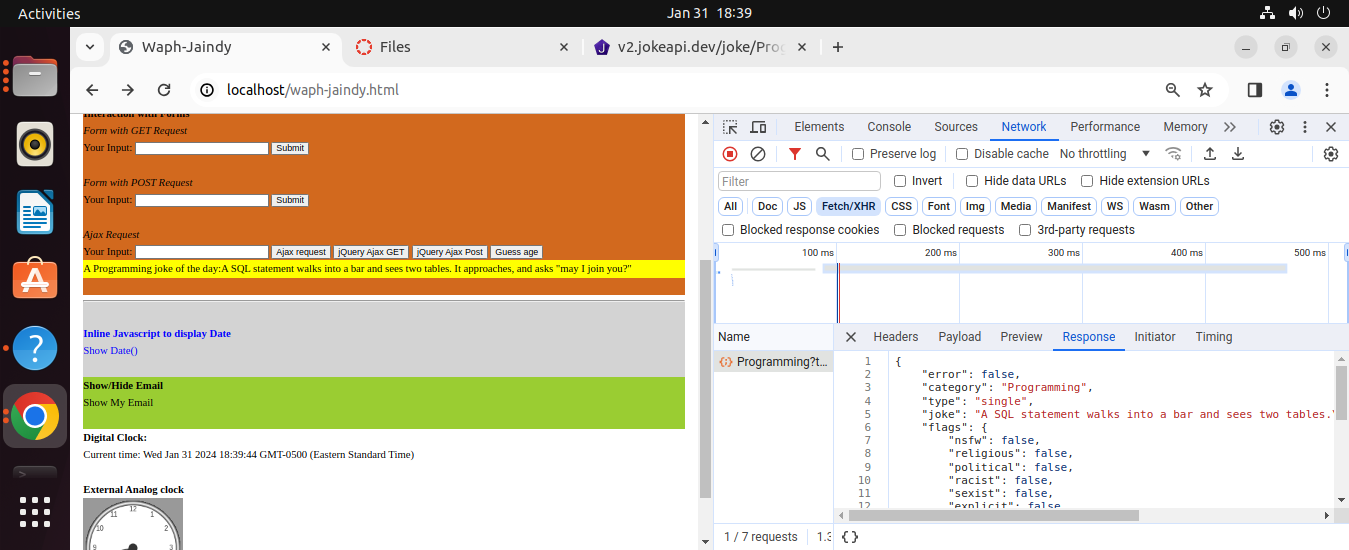 Activities
Jan 31 18:39
Waph-Jaindy
Files
v2.jokeapi.dev/joke/Prog
localhost/waph-jaindy.html
Interaction with Forms
Form with GET Request
Your Input: Submit
Form with POST Request
Your Input: Submit
Ajax Request
Your Input: Ajax request jQuery Ajax GET jQuery Ajax Post Guess age
A Programming joke of the day:A SQL statement walks into a bar and sees two tables. It approaches, and asks "may I join you?"
Inline Javascript to display Date
Show Date()
Show/Hide Email
Show My Email
Digital Clock:
Current time: Wed Jan 31 2024 18:39:44 GMT-0500 (Eastern Standard Time)
External Analog clock
11 12 1
10 2
9 3
Elements Console Sources Network Performance Memory
Preserve log Disable cache No throttling
Filter Invert Hide data URLs Hide extension URLs
All Doc JS Fetch/XHR CSS Font Img Media Manifest WS Wasm Other
Blocked response cookies Blocked requests 3rd-party requests
100 ms 200 ms 300 ms 400 ms 500 ms
Name
Programming?t...
Headers Payload Preview Response Initiator Timing
1 {
2 "error": false,
3 "category": "Programming",
4 "type": "single",
5 "joke": "A SQL statement walks into a bar and sees two tables.
6 "flags": {
7 "nsfw": false,
8 "religious": false,
9 "political": false,
10 "racist": false,
11 "sexist": false,
12 "explicit": false
1 / 7 requests 1.3
{}